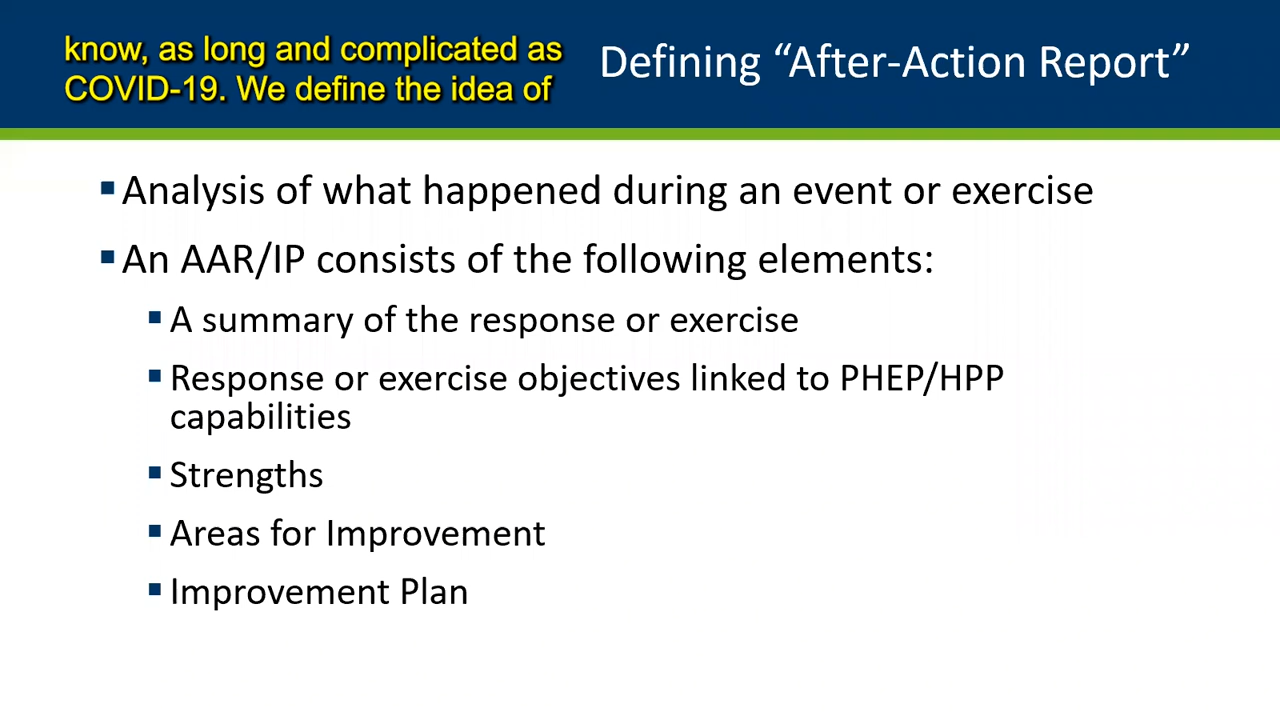 know, as long and complicated as
COVID-19. We define the idea of
Defining “After-Action Report”
Analysis of what happened during an event or exercise
An AAR/IP consists of the following elements:
A summary of the response or exercise
Response or exercise objectives linked to PHEP/HPP
capabilities
Strengths
Areas for Improvement
Improvement Plan